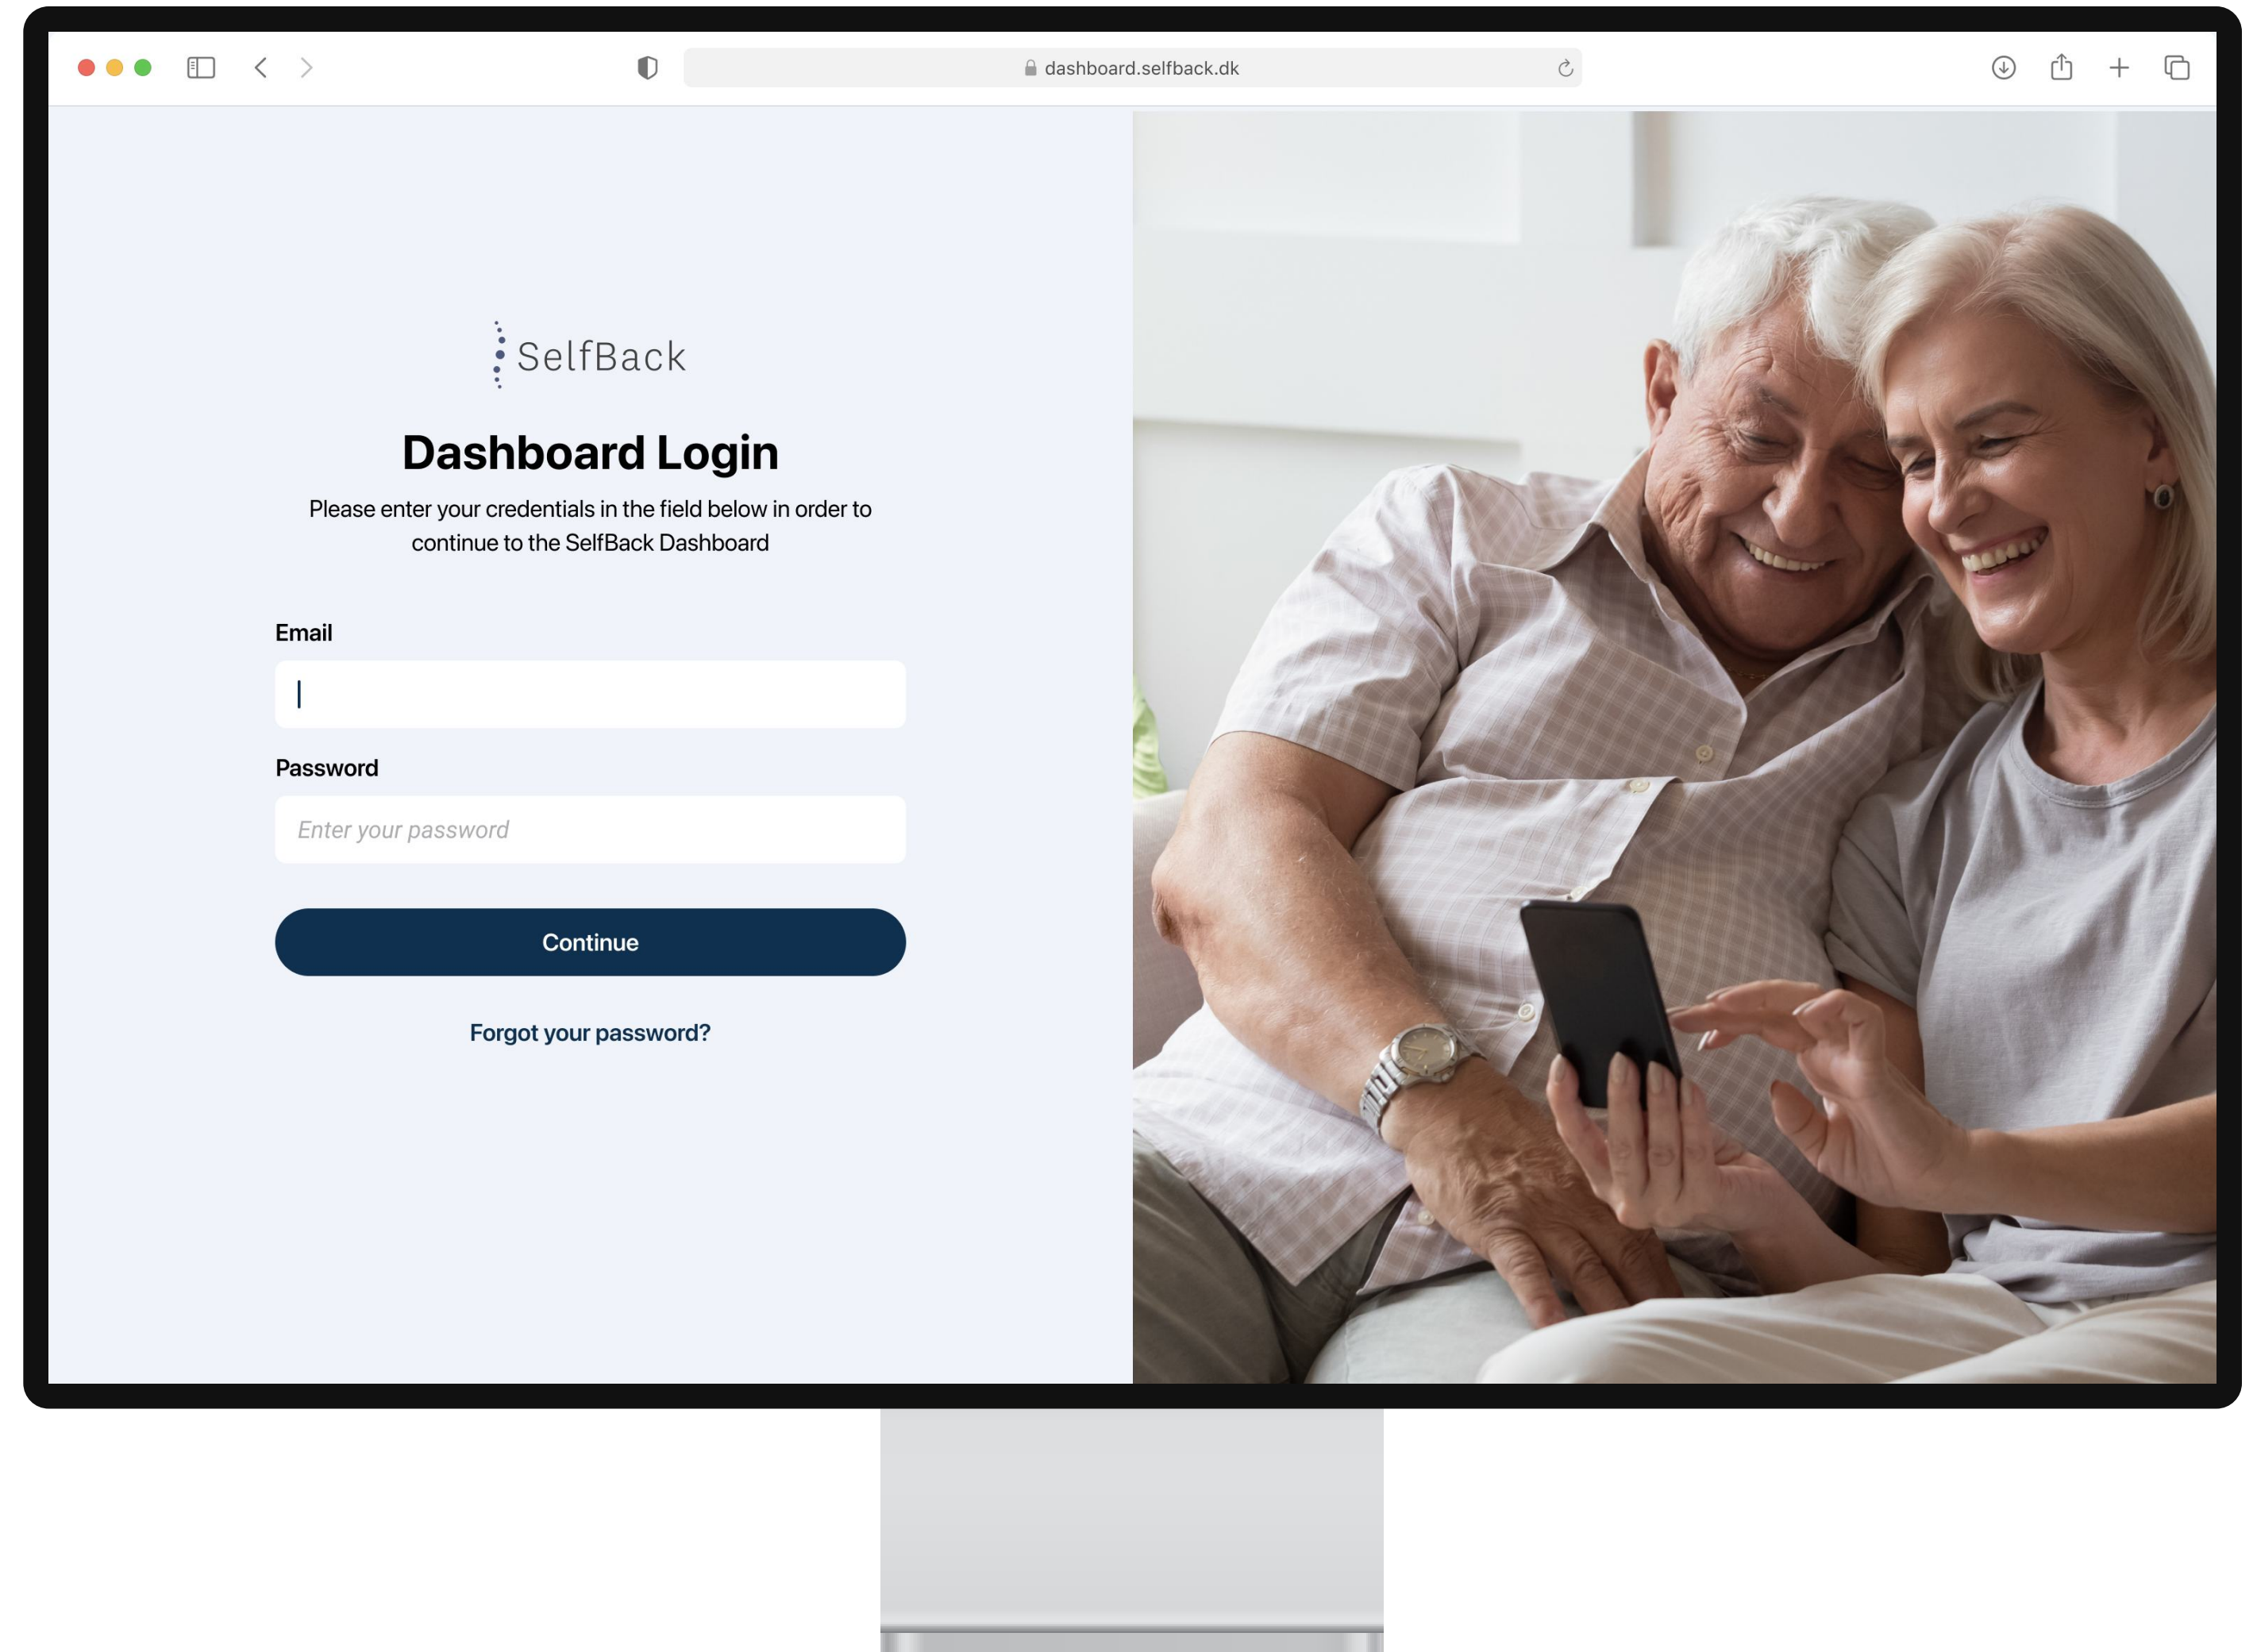 dashboard.selfback.dk
SelfBack
Dashboard Login
Please enter your credentials in the field below in order to
continue to the SelfBack Dashboard
Email
Password
Enter your password
Continue
Forgot your password?